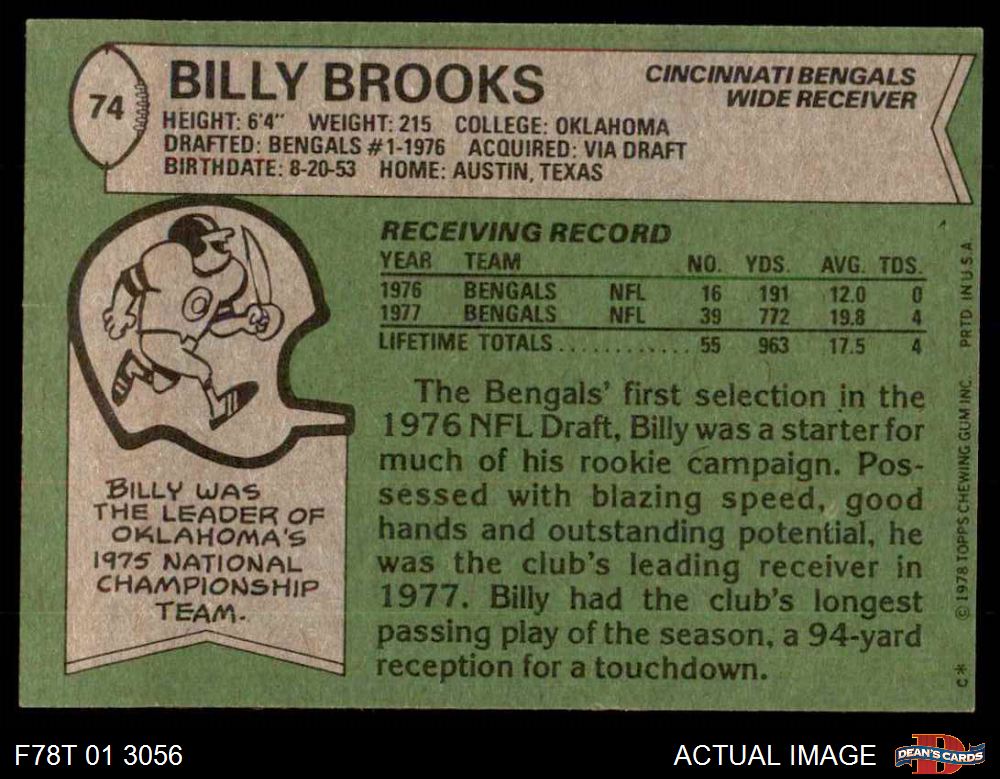 74
BILLY BROOKS
CINCINNATI BENGALS
WIDE RECEIVER
HEIGHT: 6'4" WEIGHT: 215 COLLEGE: OKLAHOMA
DRAFTED: BENGALS #1-1976 ACQUIRED: VIA DRAFT
BIRTHDATE: 8-20-53 HOME: AUSTIN, TEXAS
RECEIVING RECORD
YEAR TEAM NO. YDS. AVG. TDS.
1976 BENGALS NFL 16 191 12.0 0
1977 BENGALS NFL 39 772 19.8 4
LIFETIME TOTALS............ 55 963 17.5 4
The Bengals' first selection in the
1976 NFL Draft, Billy was a starter for
much of his rookie campaign. Pos-
sessed with blazing speed, good
hands and outstanding potential, he
was the club's leading receiver in
1977. Billy had the club's longest
passing play of the season, a 94-yard
reception for a touchdown.
BILLY WAS
THE LEADER OF
OKLAHOMA'S
1975 NATIONAL
CHAMPIONSHIP
TEAM.
C* © 1978 TOPPS CHEWING GUM INC. PRTD IN U.S.A.
F78T 01 3056
ACTUAL IMAGE
D
DEAN'S CARDS